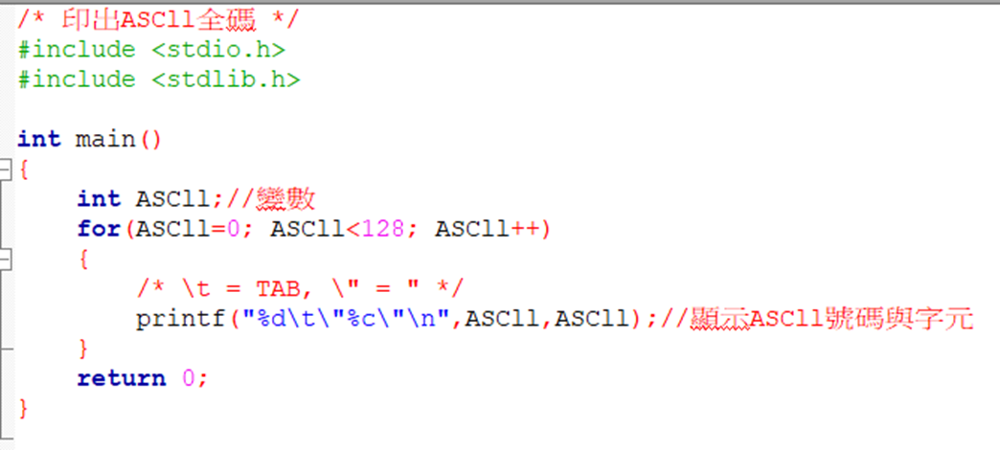 /* 印出ASCll全碼 */
#include <stdio.h>
#include <stdlib.h>
int main()
{
int ASCll;//變數
for(ASCll=0; ASCll<128; ASCll++)
{
/* \t = TAB, \" = " */
printf("%d\t\"%c\"\n",ASCll,ASCll);//顯示ASCll號碼與字元
}
return 0;
}